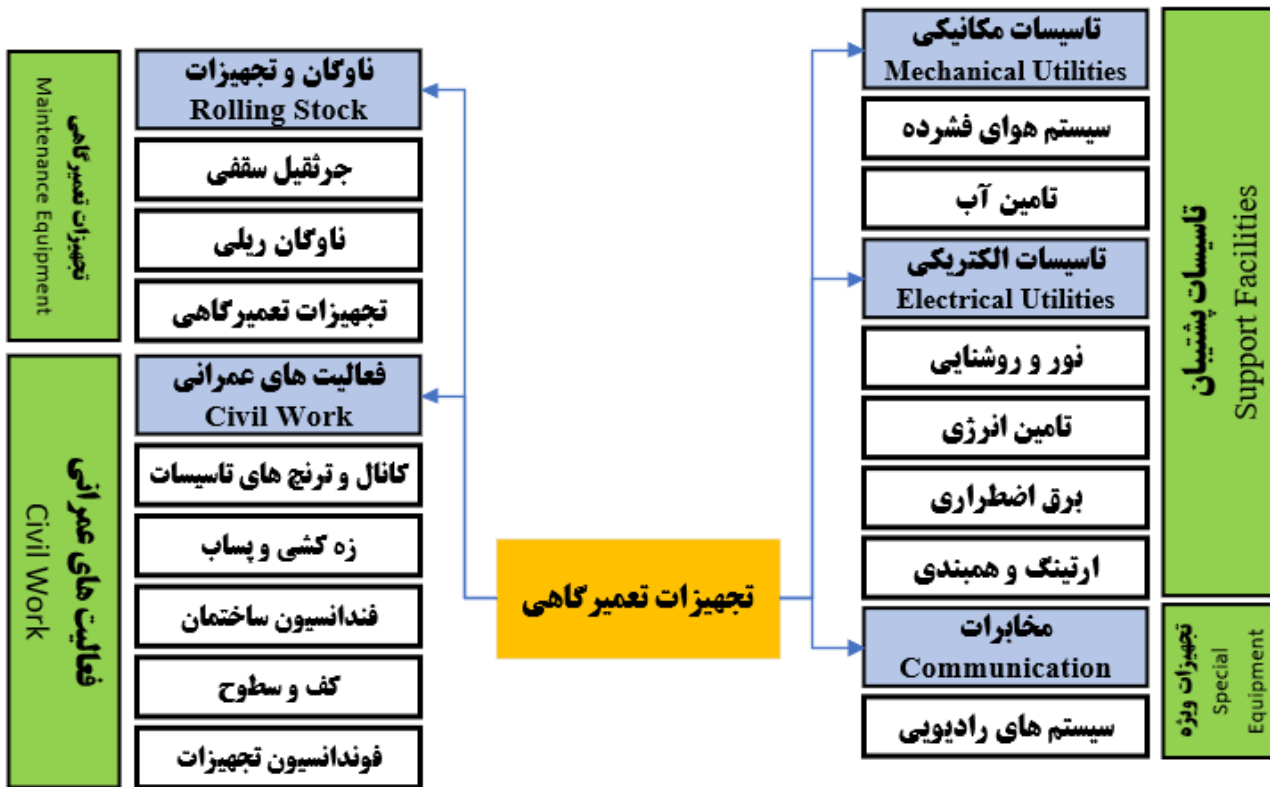 تاسیسات پشتیبان
Support Facilities
تاسیسات مکانیکی
Mechanical Utilities
سیستم هوای فشرده
تامین آب
تاسیسات الکتریکی
Electrical Utilities
نور و روشنایی
تامین انرژی
برق اضطراری
ارتینگ و همبندی
تجهیزات ویژه
Special
Equipment
مخابرات
Communication
سیستم های رادیویی
تجهیزات تعمیرگاهی
تجهیزات تعمیرگاهی
Maintenance Equipment
ناوگان و تجهیزات
Rolling Stock
جرثقیل سقفی
ناوگان ریلی
تجهیزات تعمیرگاهی
فعالیت های عمرانی
Civil Work
فعالیت های عمرانی
Civil Work
کانال و ترنچ های تاسیسات
زه کشی و پساب
فندانسیون ساختمان
کف و سطوح
فوندانسیون تجهیزات